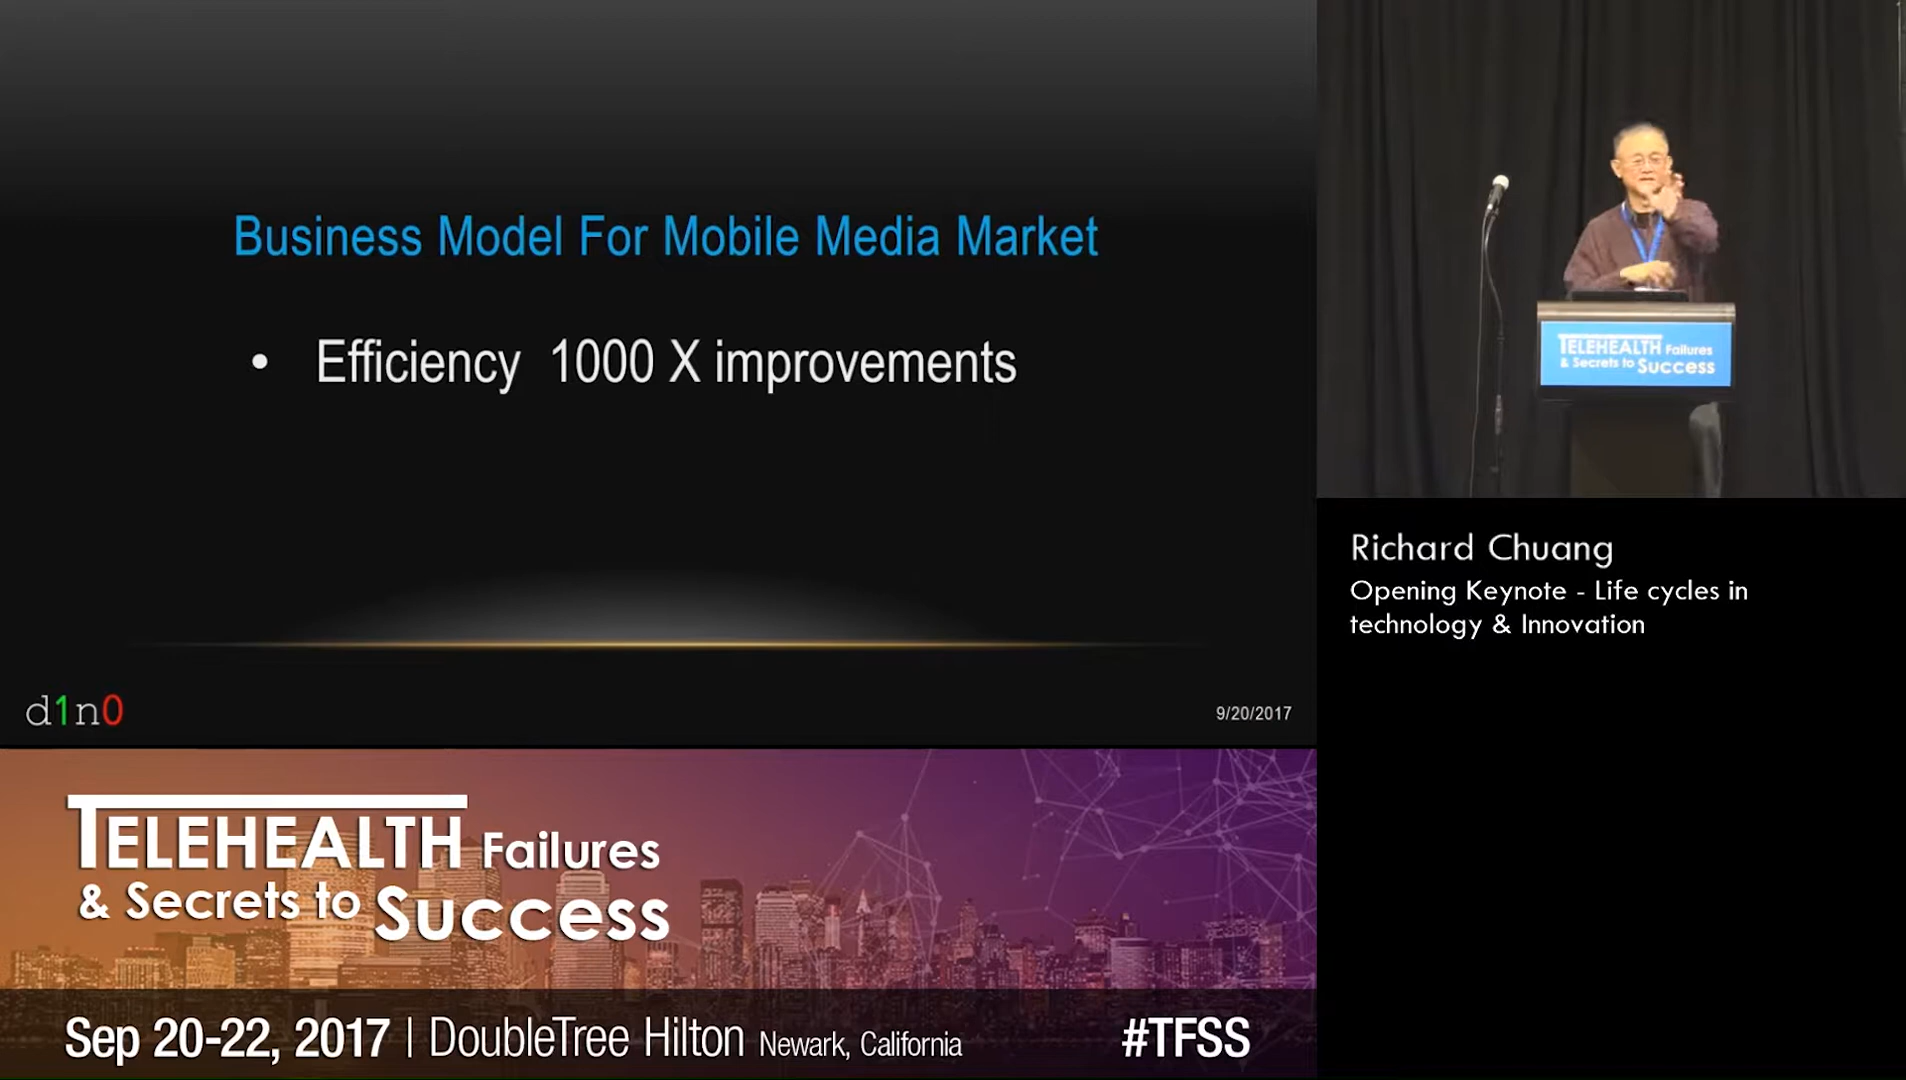 Business Model For Mobile Media Market
• Efficiency 1000 X improvements
d1n0
9/20/2017
TELEHEALTH Failures
& Secrets to Success
Richard Chuang
Opening Keynote - Life cycles in
technology & Innovation
TELEHEALTH Failures
& Secrets to Success
Sep 20-22, 2017 | DoubleTree Hilton Newark, California
#TFSS